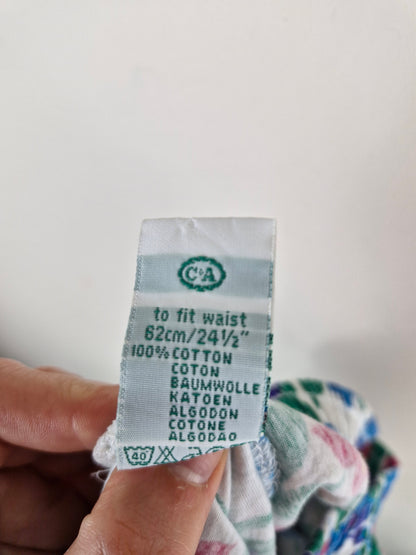 C&A
to fit waist
62cm/24½"
100% COTTON
COTON
BAUMWOLLE
KATOEN
ALGODON
COTONE
ALGODAO
40